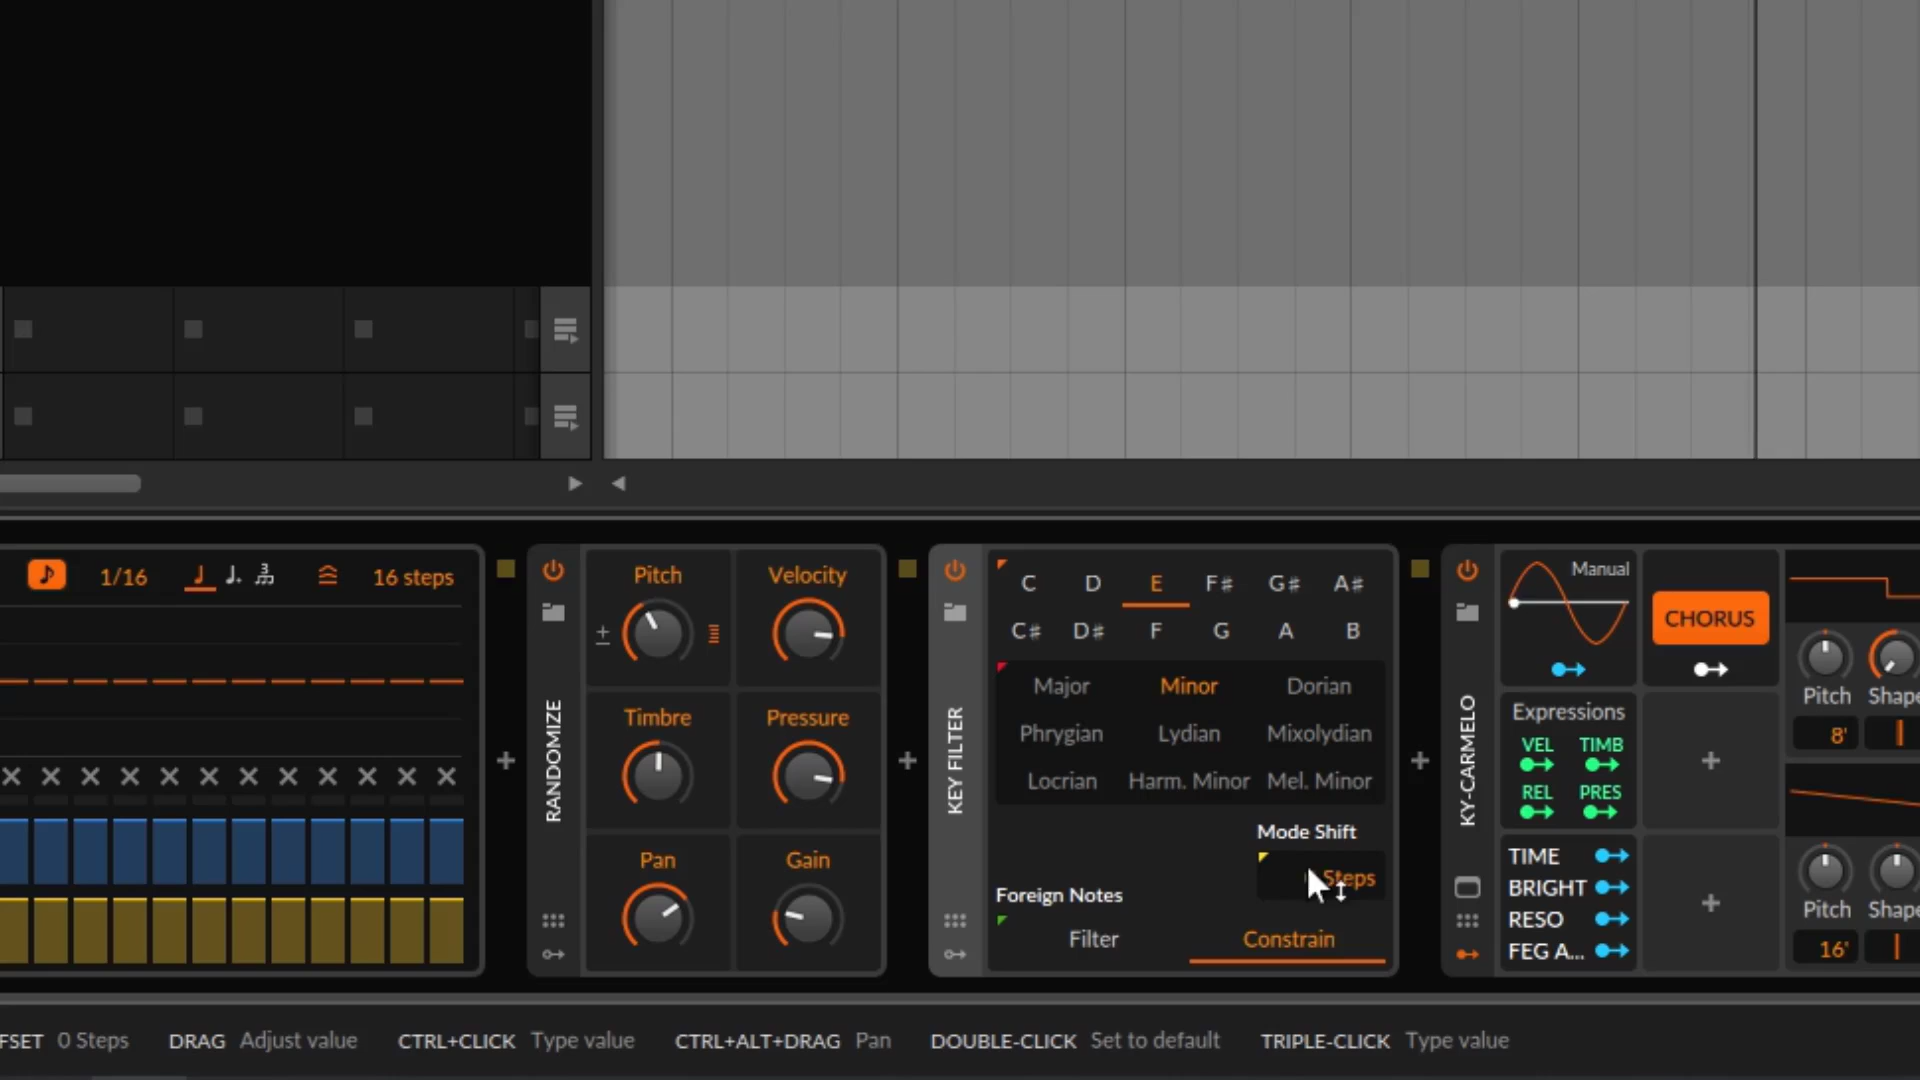 1/16
3
16 steps
Pitch
Velocity
Timbre
Pressure
Pan
Gain
RANDOMIZE
C D E F♯ G♯ A♯
C♯ D♯ F G A B
Major Minor Dorian
Phrygian Lydian Mixolydian
Locrian Harm. Minor Mel. Minor
Mode Shift
Steps
Foreign Notes
Filter Constrain
KEY FILTER
Manual
CHORUS
Expressions
VEL TIMB
REL PRES
TIME
BRIGHT
RESO
FEG A...
KY-CARMELO
Pitch Shape
8'
Pitch Shape
16'
FSET 0 Steps DRAG Adjust value CTRL+CLICK Type value CTRL+ALT+DRAG Pan DOUBLE-CLICK Set to default TRIPLE-CLICK Type value